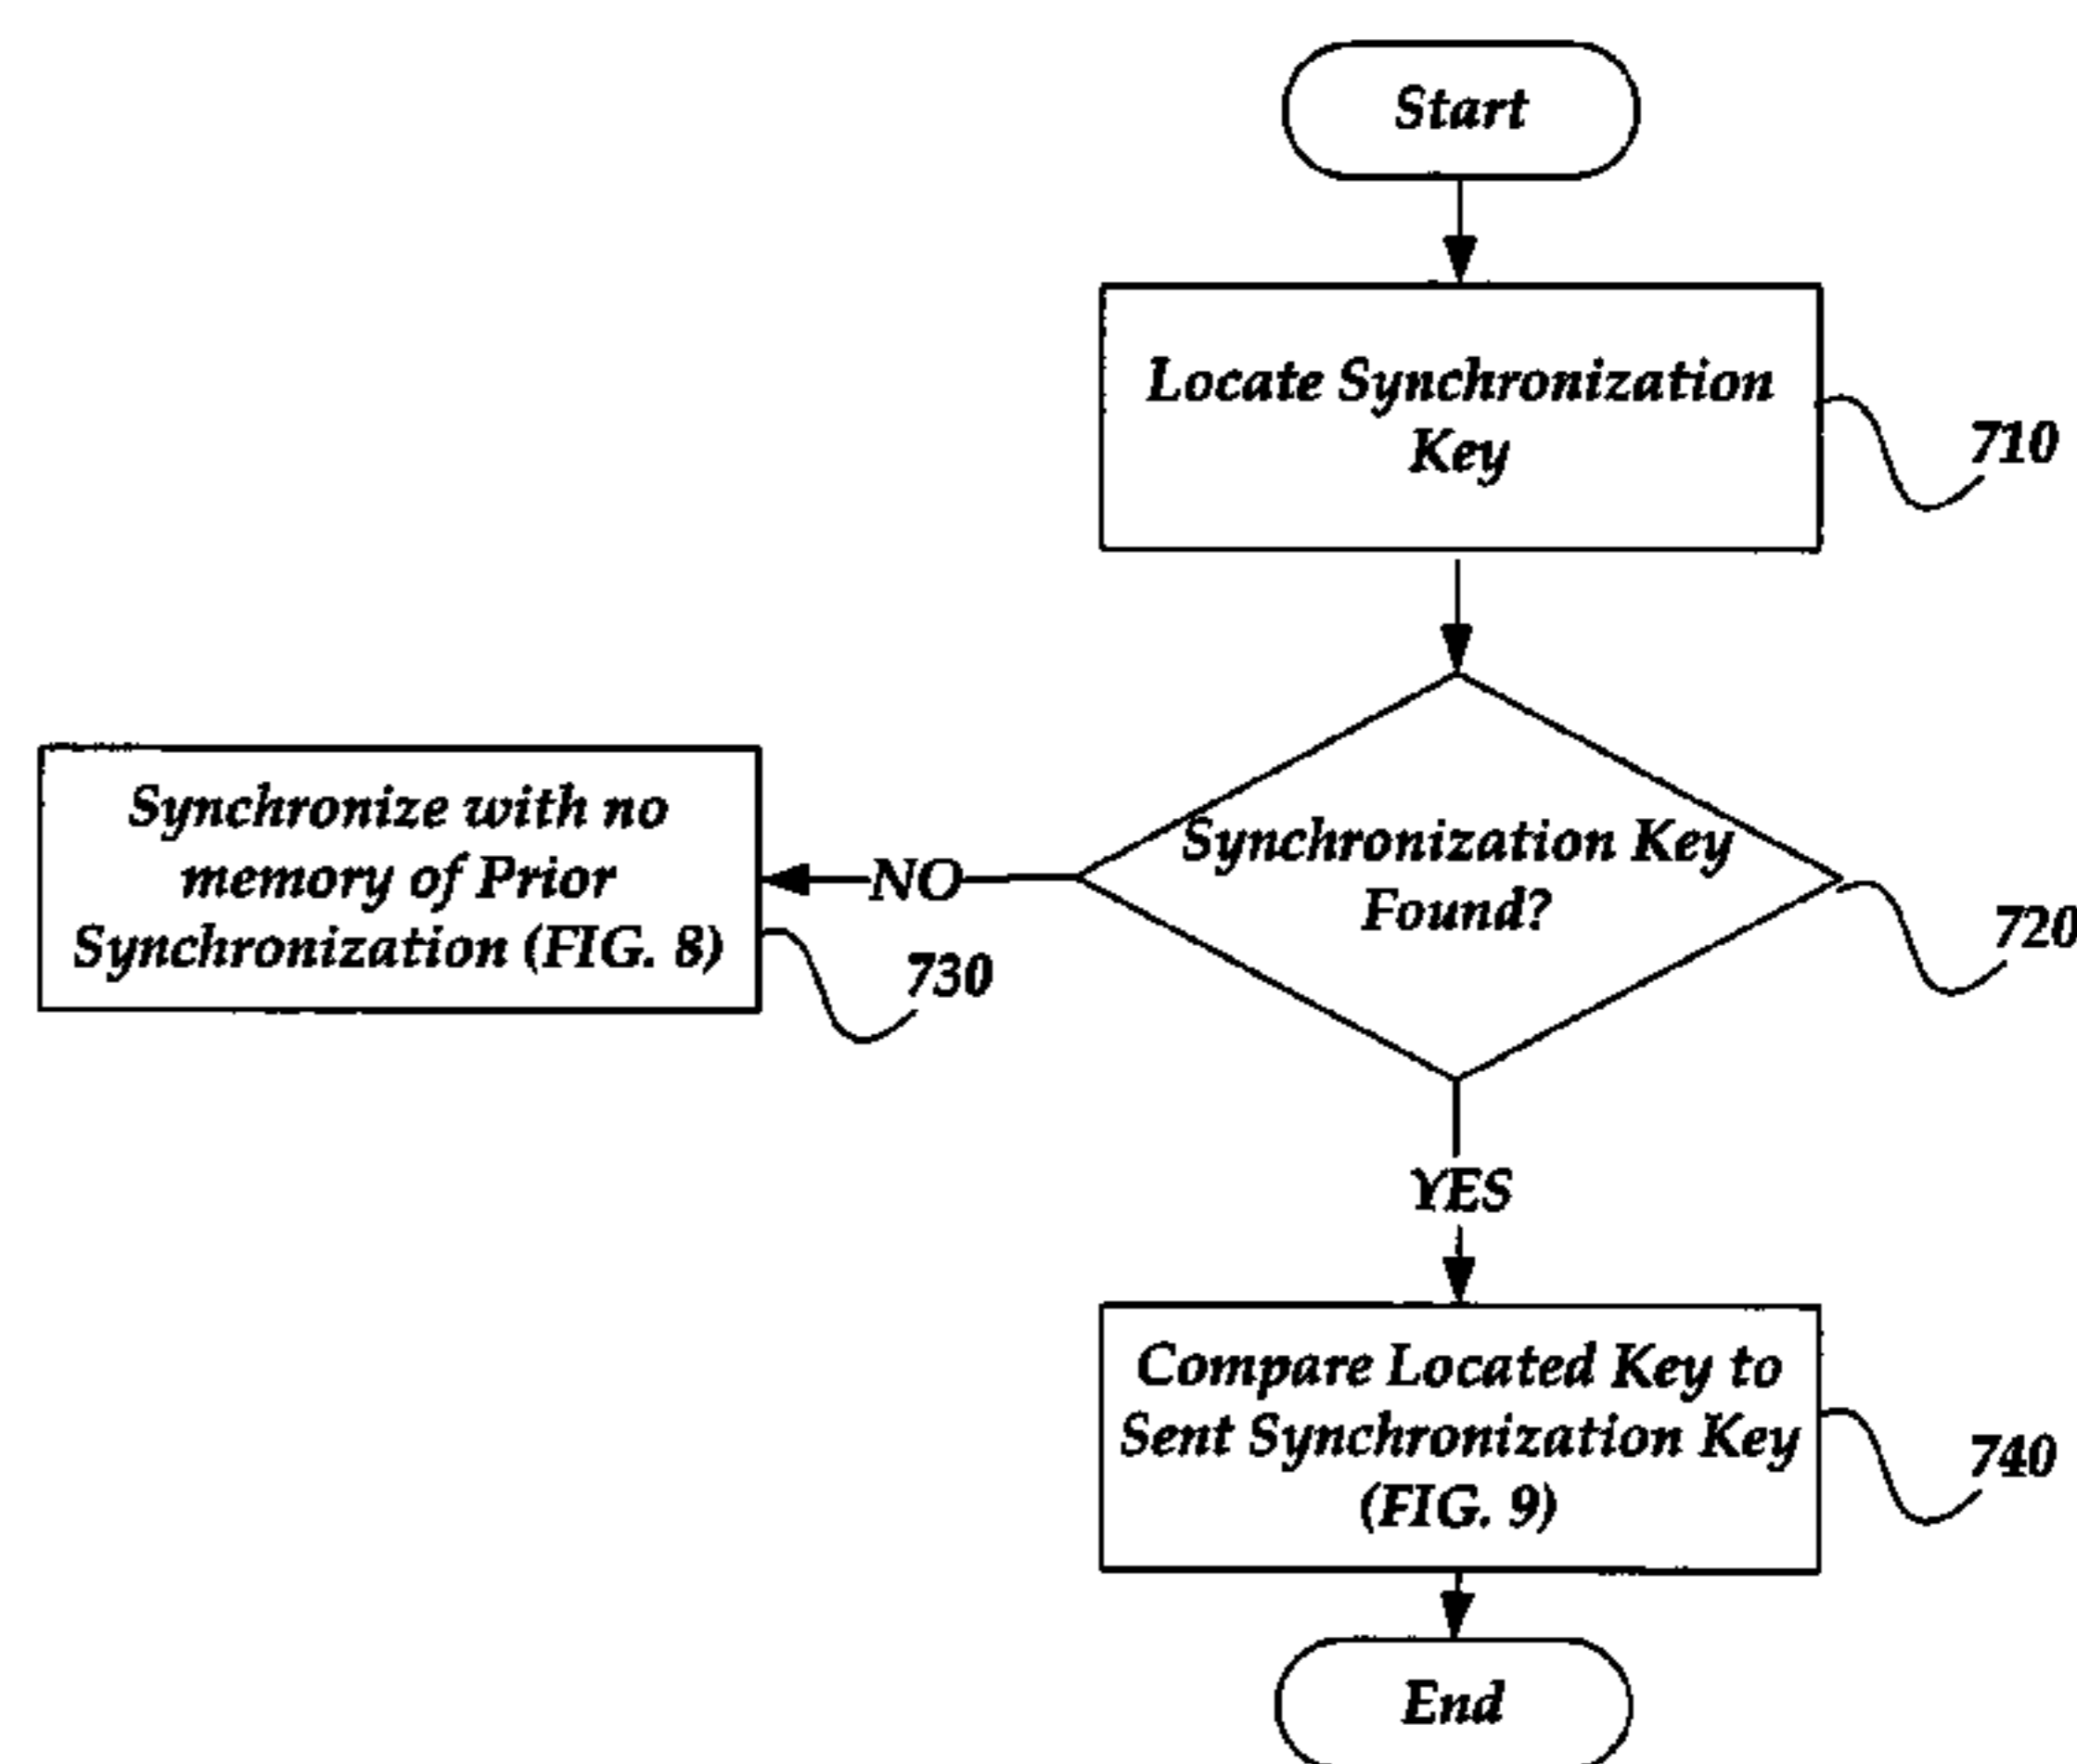 Start
Locate Synchronization
Key
710
Synchronization Key
Found?
720
NO
Synchronize with no
memory of Prior
Synchronization (FIG. 8)
730
YES
Compare Located Key to
Sent Synchronization Key
(FIG. 9)
740
End